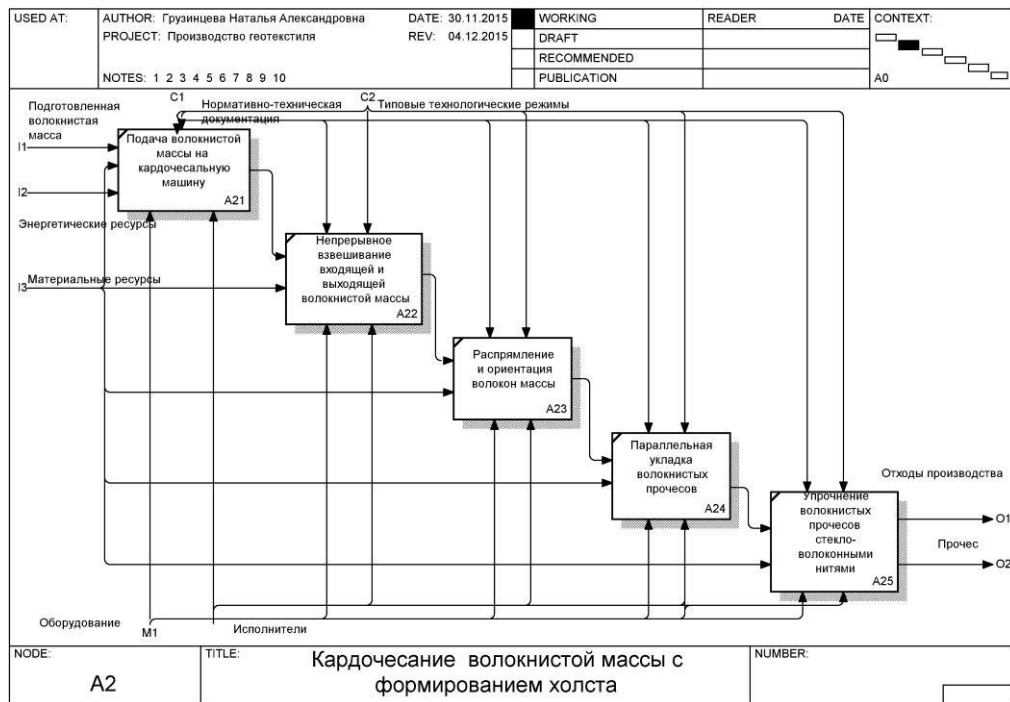 USED AT:
AUTHOR: Грузинцева Наталья Александровна
DATE: 30.11.2015
WORKING
READER
DATE
CONTEXT:
PROJECT: Производство геотекстиля
REV: 04.12.2015
DRAFT
RECOMMENDED
NOTES: 1 2 3 4 5 6 7 8 9 10
PUBLICATION
A0
C1
Нормативно-техническая
документация
C2
Типовые технологические режимы
Подготовленная
волокнистая
масса
I1
Подача волокнистой
массы на
кардочесальную
машину
A21
I2
Энергетические ресурсы
Непрерывное
взвешивание
входящей и
выходящей
волокнистой массы
A22
I3
Материальные ресурсы
Распрямление
и ориентация
волокон массы
A23
Параллельная
укладка
волокнистых
прочесов
A24
Упрочнение
волокнистых
прочесов
стекло-
волоконными
нитями
A25
Отходы производства
O1
Прочес
O2
Оборудование
M1
Исполнители
NODE:
A2
TITLE:
Кардочесание волокнистой массы с
формированием холста
NUMBER: